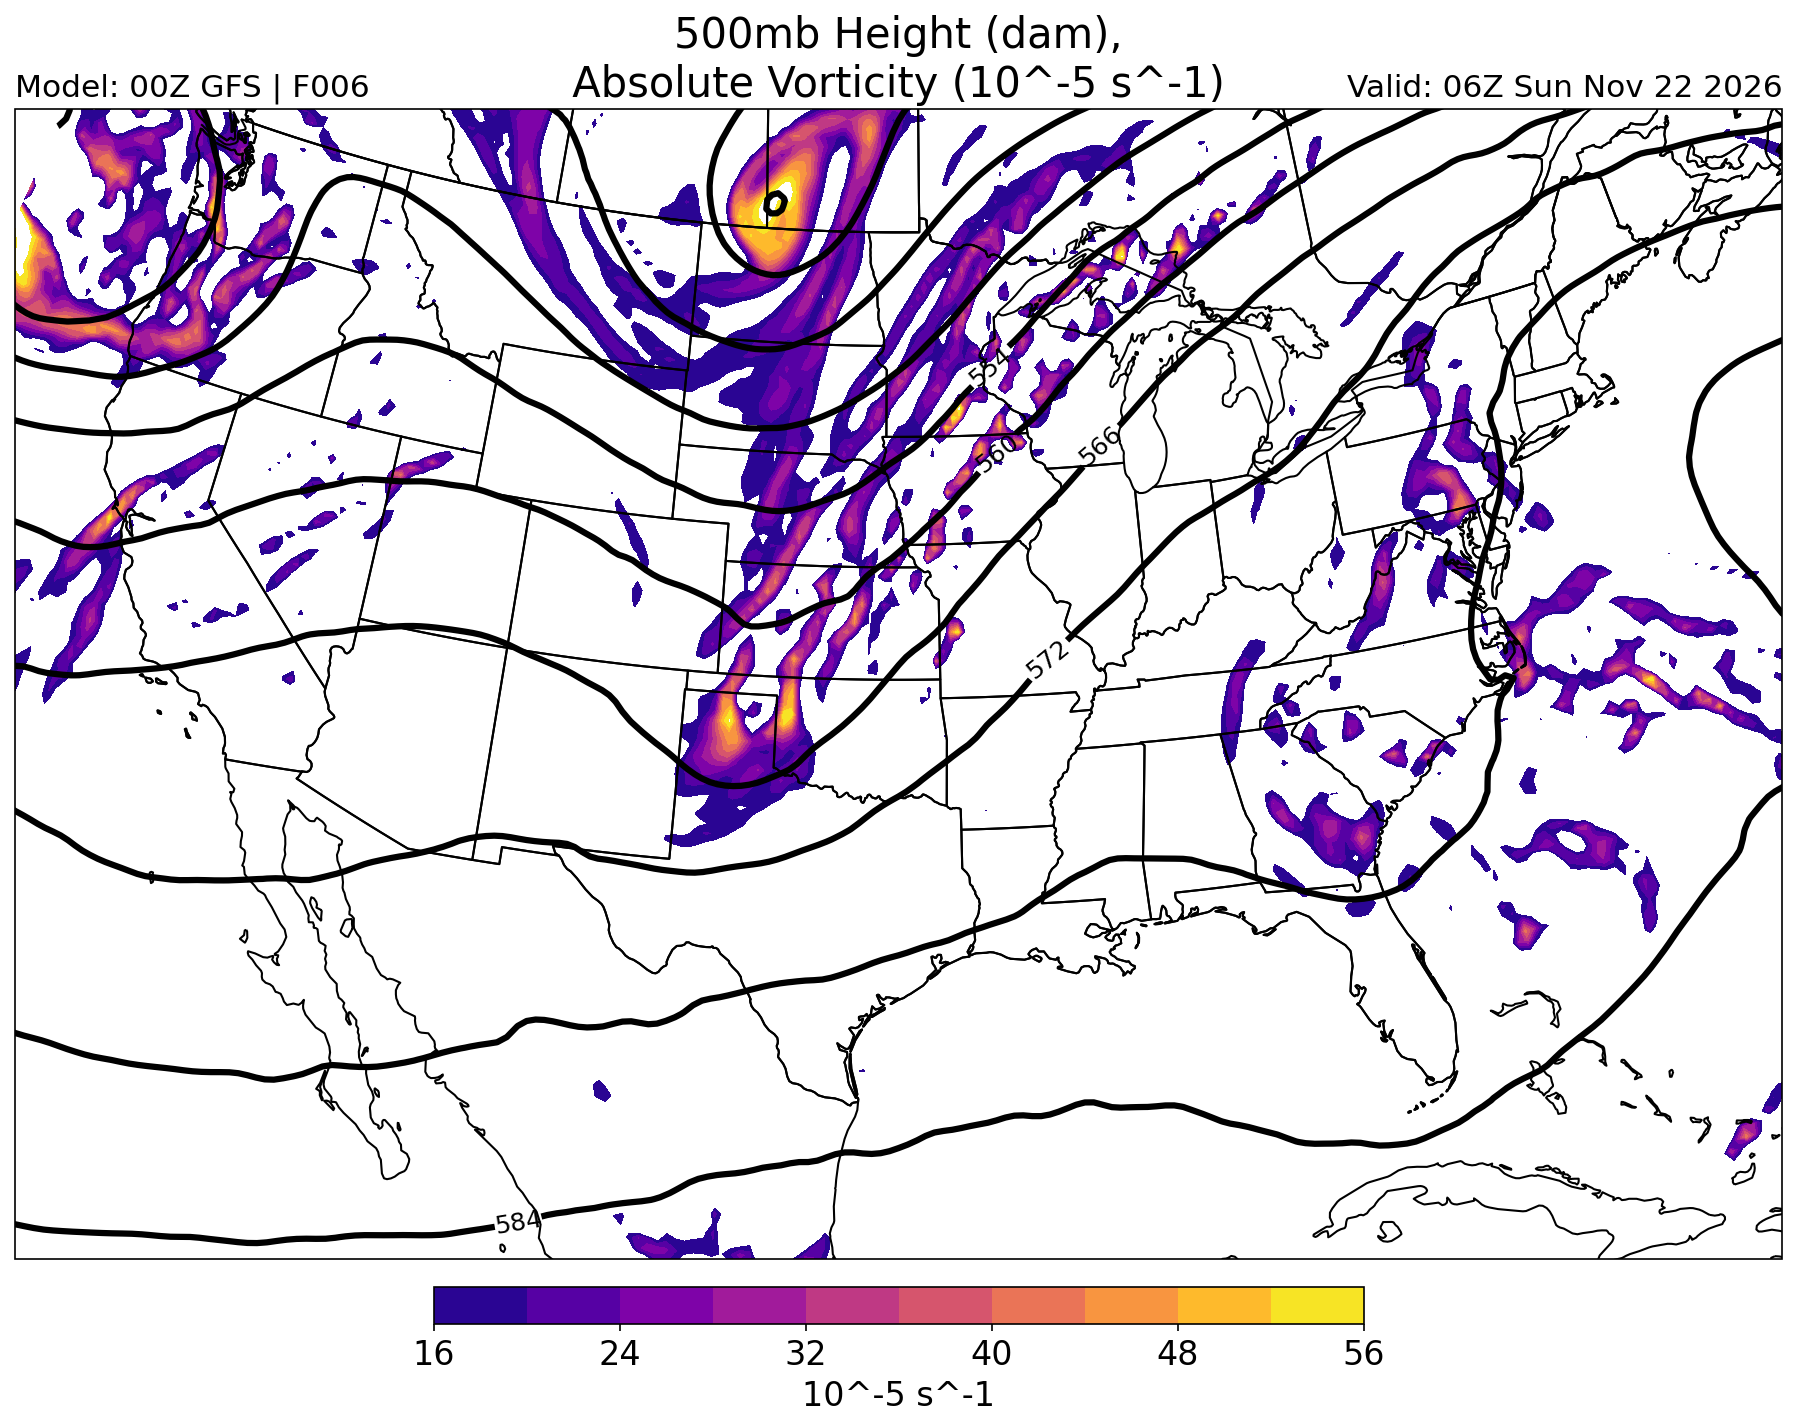 500mb Height (dam),
Model: 00Z GFS | F006
Absolute Vorticity (10^-5 s^-1)
Valid: 06Z Sun Nov 22 2026
554
560
566
572
584
16 24 32 40 48 56
10^-5 s^-1